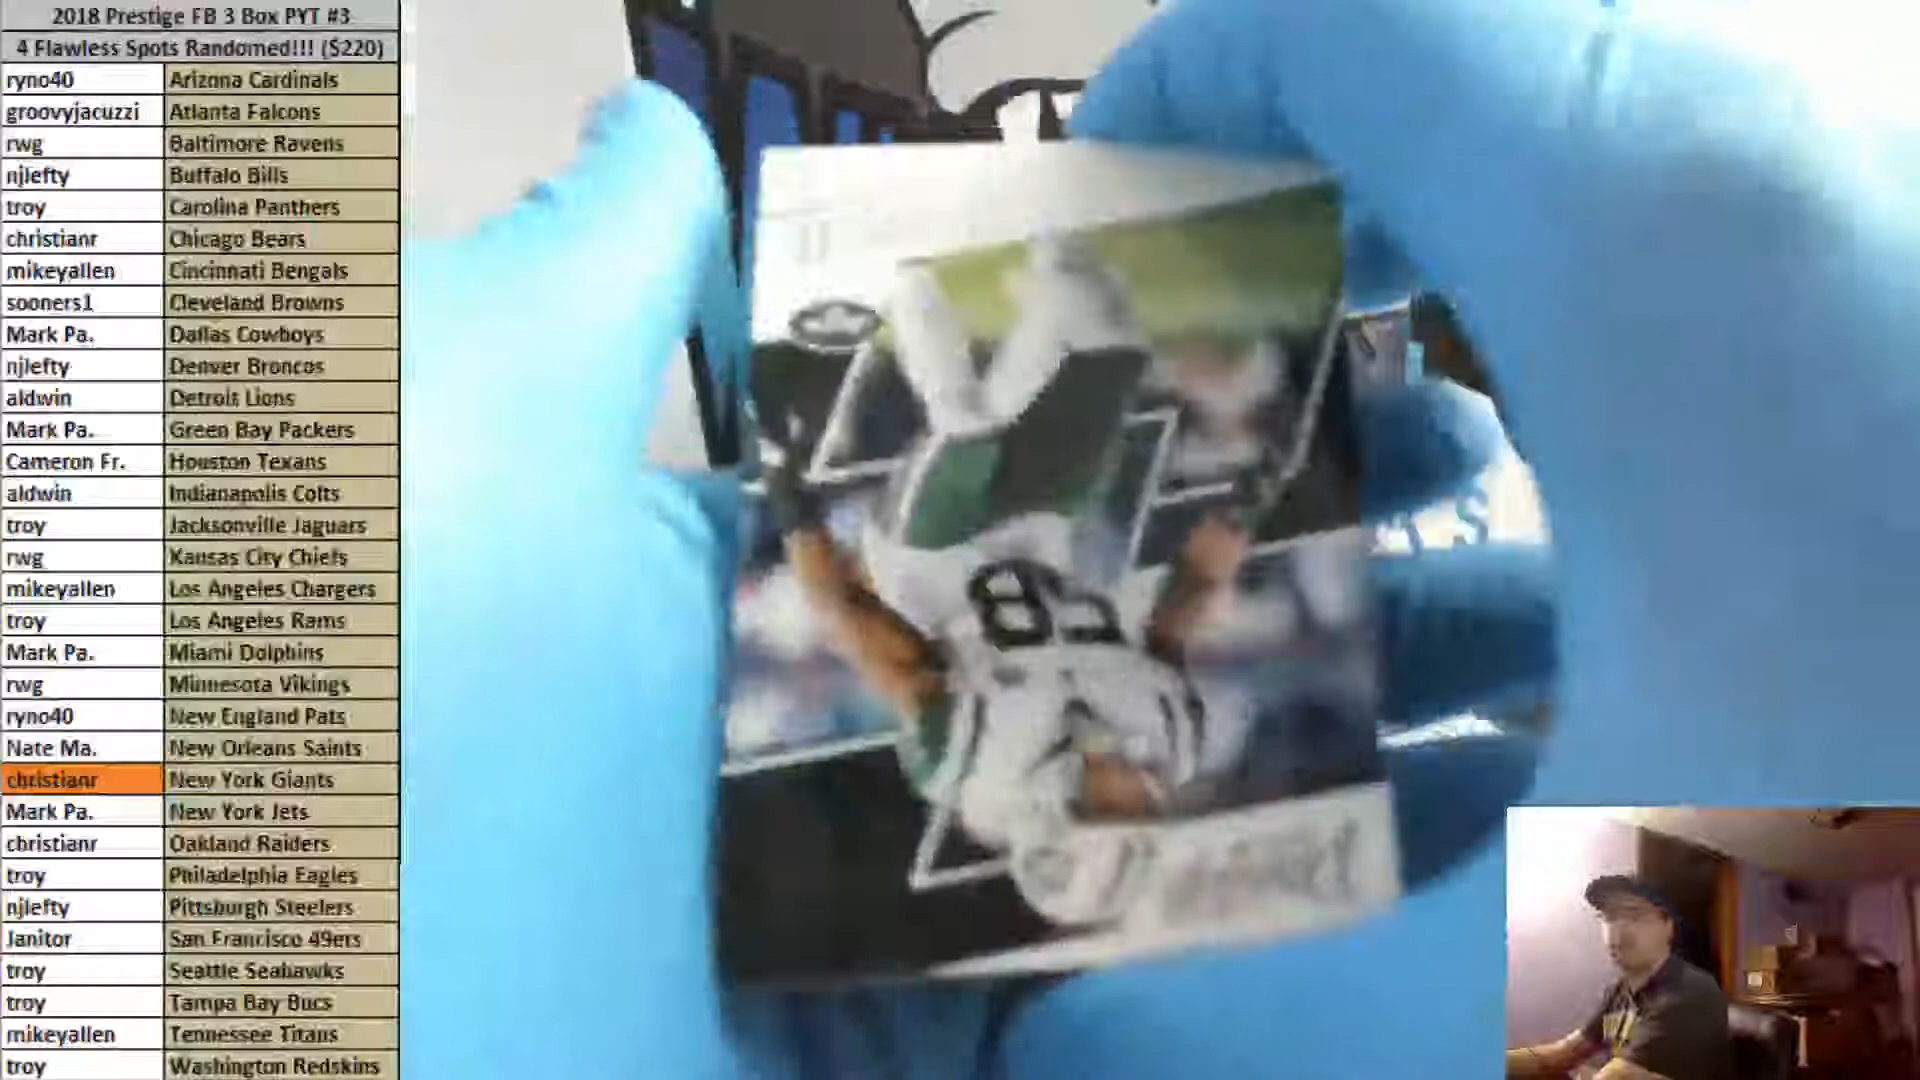 2018 Prestige FB 3 Box PYT #3
4 Flawless Spots Randomed!!! ($220)
ryno40 Arizona Cardinals
groovyjacuzzi Atlanta Falcons
rwg Baltimore Ravens
njlefty Buffalo Bills
troy Carolina Panthers
christianr Chicago Bears
mikeyallen Cincinnati Bengals
sooners1 Cleveland Browns
Mark Pa. Dallas Cowboys
njlefty Denver Broncos
aldwin Detroit Lions
Mark Pa. Green Bay Packers
Cameron Fr. Houston Texans
aldwin Indianapolis Colts
troy Jacksonville Jaguars
rwg Kansas City Chiefs
mikeyallen Los Angeles Chargers
troy Los Angeles Rams
Mark Pa. Miami Dolphins
rwg Minnesota Vikings
ryno40 New England Pats
Nate Ma. New Orleans Saints
christianr New York Giants
Mark Pa. New York Jets
christianr Oakland Raiders
troy Philadelphia Eagles
njlefty Pittsburgh Steelers
Janitor San Francisco 49ers
troy Seattle Seahawks
troy Tampa Bay Bucs
mikeyallen Tennessee Titans
troy Washington Redskins